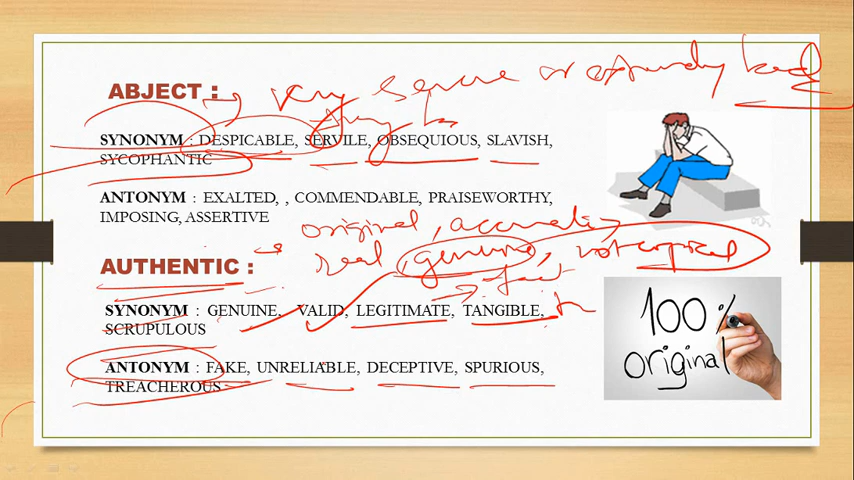 ABJECT :
very severe or extremely bad
SYNONYM : DESPICABLE, SERVILE, OBSEQUIOUS, SLAVISH,
SYCOPHANTIC
ANTONYM : EXALTED, , COMMENDABLE, PRAISEWORTHY,
IMPOSING, ASSERTIVE
original, accurate,
real, genuine, not copied
AUTHENTIC :
fact
SYNONYM : GENUINE, VALID, LEGITIMATE, TANGIBLE,
SCRUPULOUS
ANTONYM : FAKE, UNRELIABLE, DECEPTIVE, SPURIOUS,
TREACHEROUS
100%
original